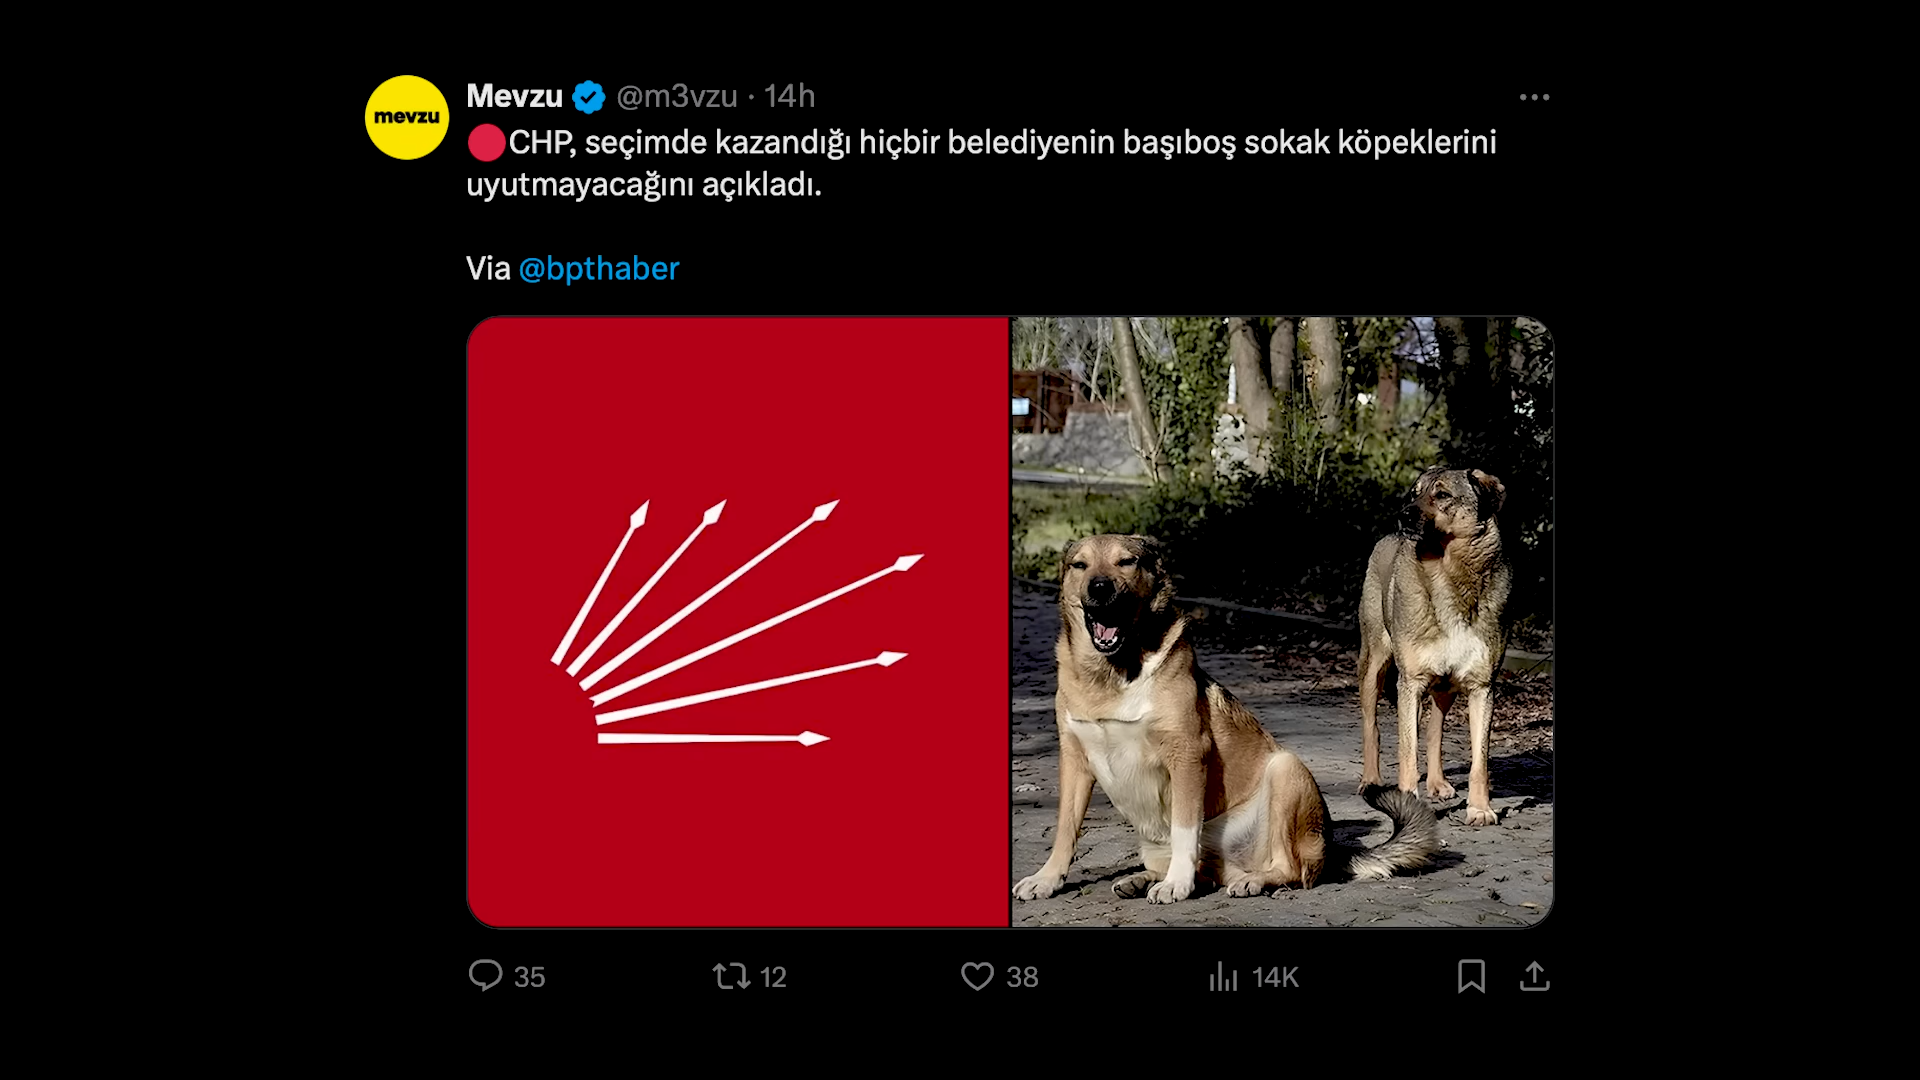 mevzu
Mevzu @m3vzu · 14h
🔴CHP, seçimde kazandığı hiçbir belediyenin başıboş sokak köpeklerini
uyutmayacağını açıkladı.
Via @bpthaber
35 12 38 14K